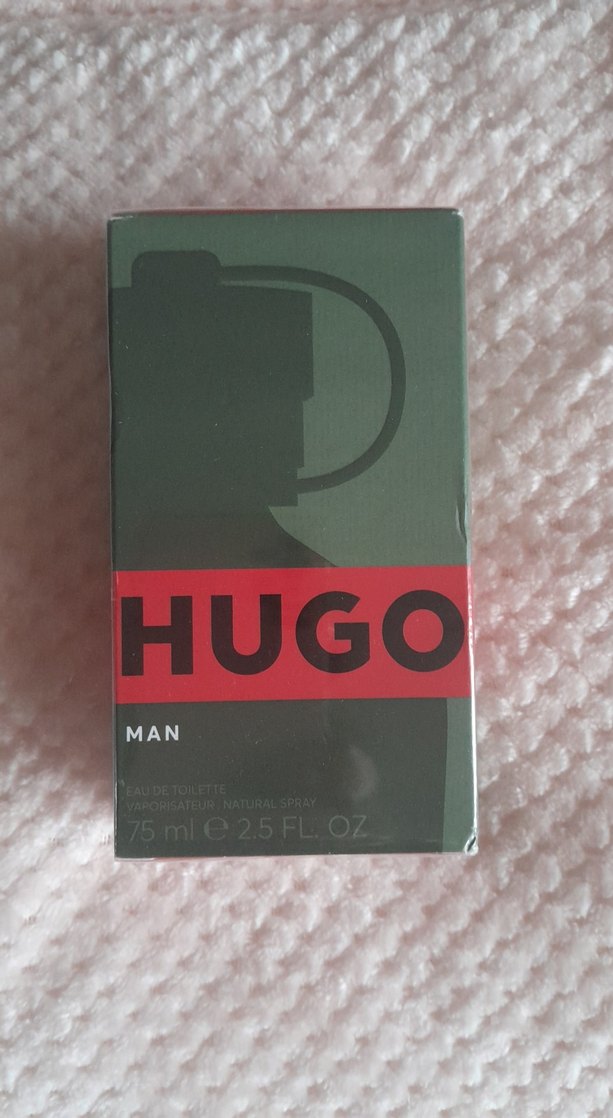 HUGO
MAN
EAU DE TOILETTE
VAPORISATEUR . NATURAL SPRAY
75 ml ℮ 2.5 FL. OZ